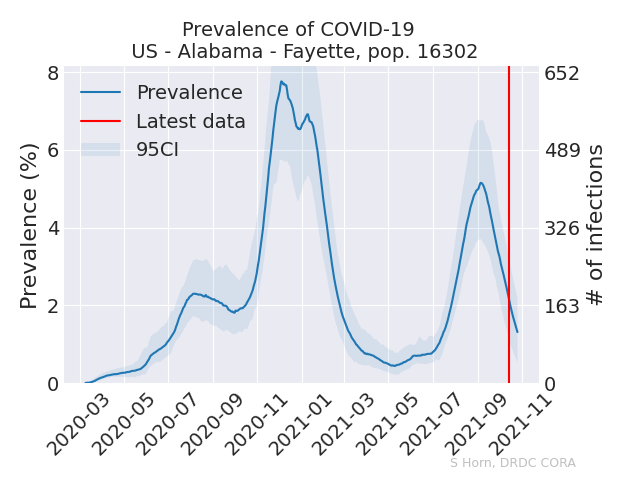 Prevalence of COVID-19
US - Alabama - Fayette, pop. 16302
Prevalence
Latest data
95CI
Prevalence (%)
8
6
4
2
0
652
489
326
163
0
# of infections
2020-03
2020-05
2020-07
2020-09
2020-11
2021-01
2021-03
2021-05
2021-07
2021-09
2021-11
S Horn, DRDC CORA